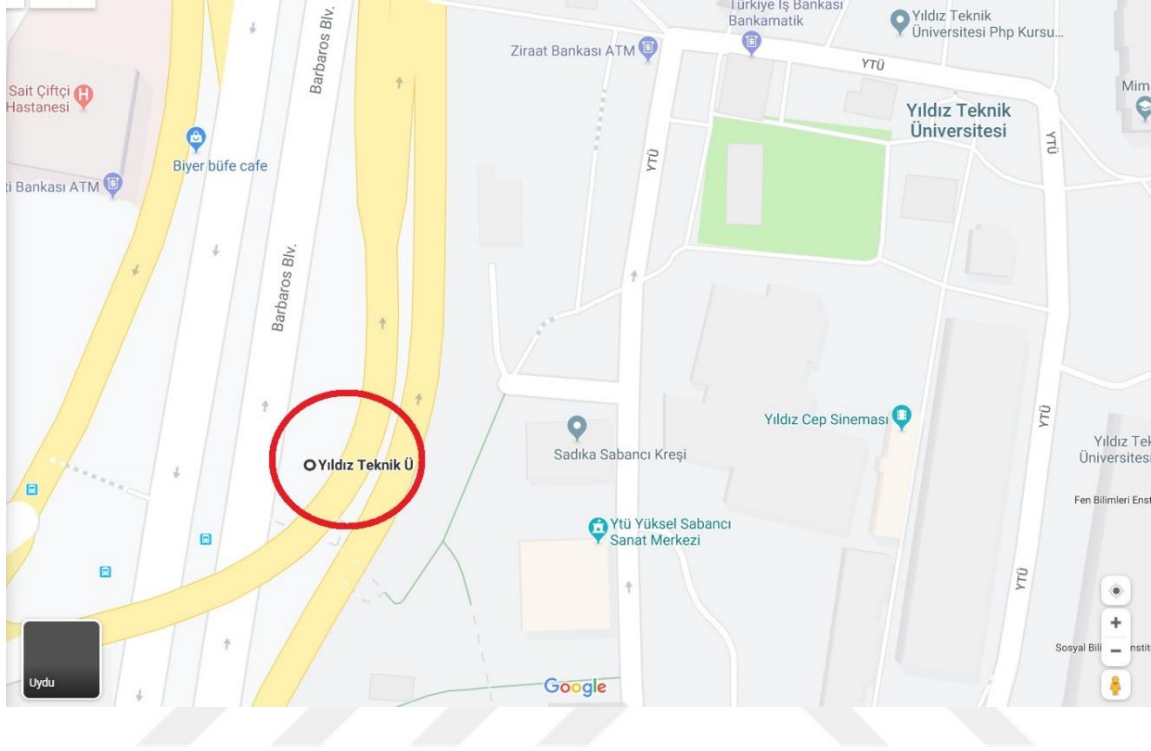 Türkiye İş Bankası
Bankamatik
Yıldız Teknik
Üniversitesi Php Kursu...
Barbaros Blv.
Ziraat Bankası ATM
YTÜ
Sait Çiftçi
Hastanesi
H
Mim
Yıldız Teknik
Üniversitesi
Biyer büfe cafe
YTÜ
YTÜ
ti Bankası ATM
Barbaros Blv.
Yıldız Cep Sineması
YTÜ
Yıldız Teknik Ü
Sadıka Sabancı Kreşi
Yıldız Tek
Üniversitesi
Fen Bilimleri Enst
Ytü Yüksel Sabancı
Sanat Merkezi
YTÜ
Sosyal Bili
nstit
Uydu
Google